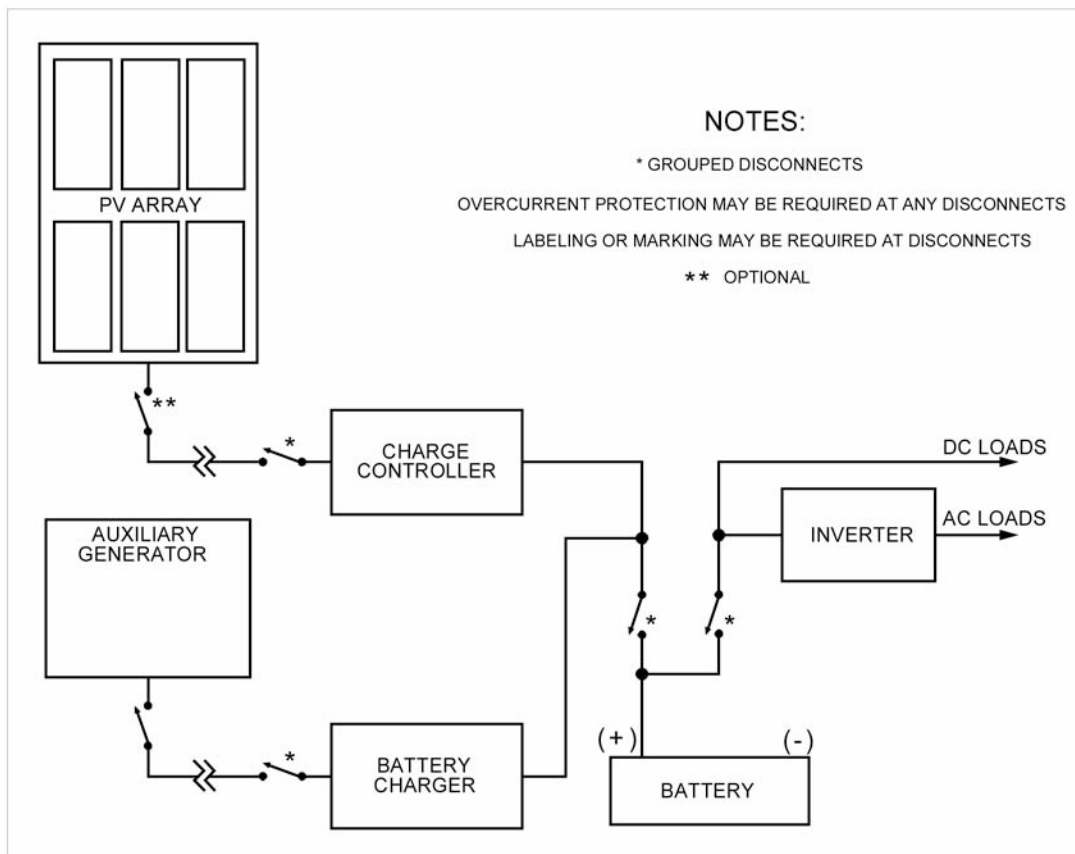 NOTES:
* GROUPED DISCONNECTS
OVERCURRENT PROTECTION MAY BE REQUIRED AT ANY DISCONNECTS
LABELING OR MARKING MAY BE REQUIRED AT DISCONNECTS
** OPTIONAL
PV ARRAY
**
*
CHARGE
CONTROLLER
DC LOADS
AUXILIARY
GENERATOR
INVERTER
AC LOADS
*
*
*
BATTERY
CHARGER
(+)
(-)
BATTERY